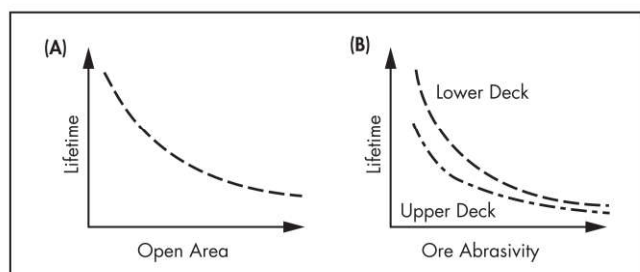 (A)
Lifetime
Open Area
(B)
Lifetime
Lower Deck
Upper Deck
Ore Abrasivity